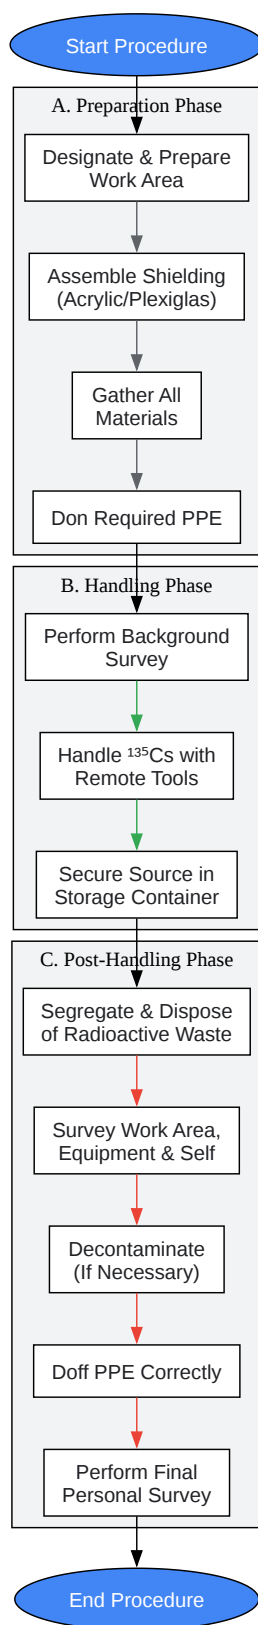 Start Procedure
A. Preparation Phase
Designate & Prepare
Work Area
Assemble Shielding
(Acrylic/Plexiglas)
Gather All
Materials
Don Required PPE
B. Handling Phase
Perform Background
Survey
Handle ¹³⁵Cs with
Remote Tools
Secure Source in
Storage Container
C. Post-Handling Phase
Segregate & Dispose
of Radioactive Waste
Survey Work Area,
Equipment & Self
Decontaminate
(If Necessary)
Doff PPE Correctly
Perform Final
Personal Survey
End Procedure